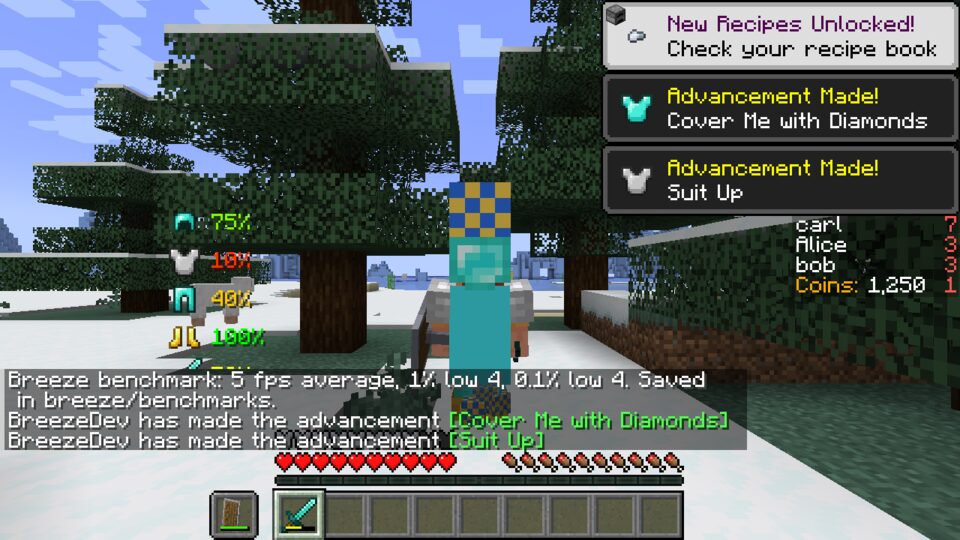 New Recipes Unlocked!
Check your recipe book
Advancement Made!
Cover Me with Diamonds
Advancement Made!
Suit Up
carl 7
Alice 3
bob 3
Coins: 1,250 1
75%
10%
40%
100%
Breeze benchmark: 5 fps average, 1% low 4, 0.1% low 4. Saved
in breeze/benchmarks.
BreezeDev has made the advancement [Cover Me with Diamonds]
BreezeDev has made the advancement [Suit Up]